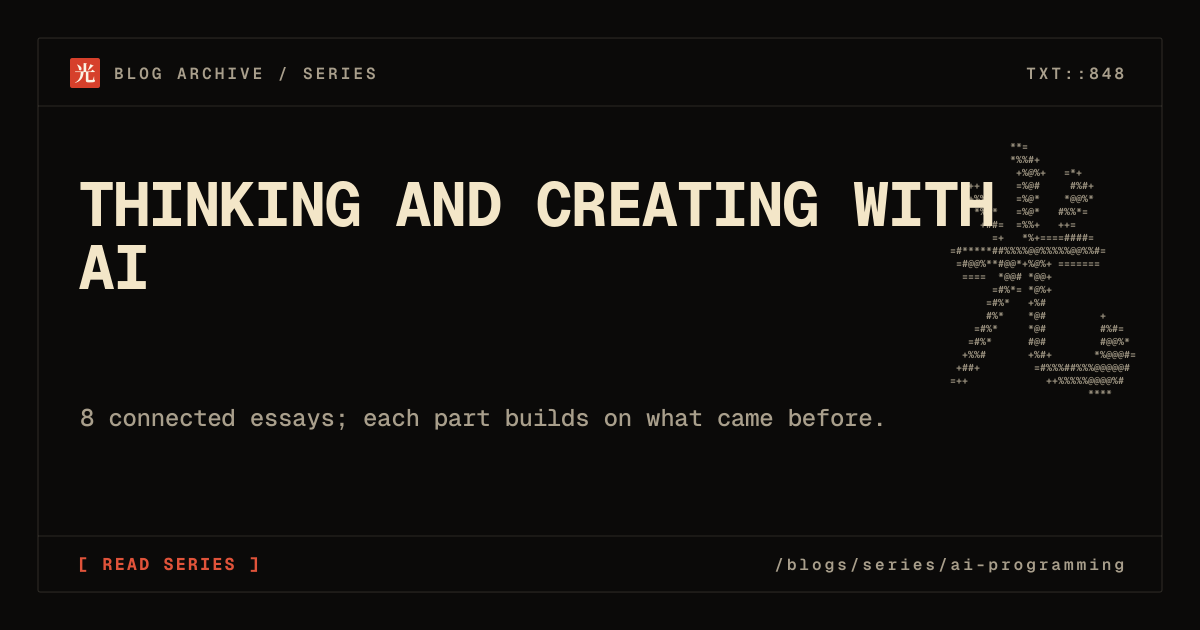 光 BLOG ARCHIVE / SERIES
TXT::848
THINKING AND CREATING WITH
AI
8 connected essays; each part builds on what came before.
[ READ SERIES ]
/blogs/series/ai-programming